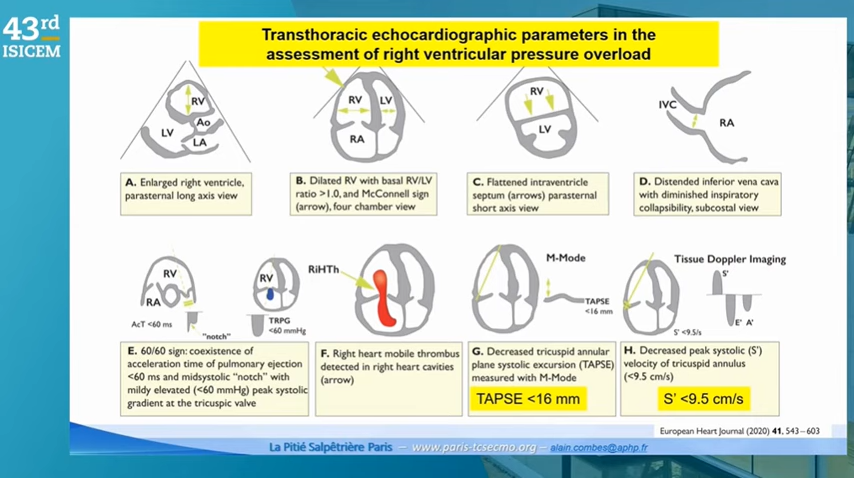 43rd
ISICEM
Transthoracic echocardiographic parameters in the
assessment of right ventricular pressure overload
RV
Ao
LV
LA
RV
LV
RA
RV
LV
IVC
RA
A. Enlarged right ventricle,
parasternal long axis view
B. Dilated RV with basal RV/LV
ratio >1.0, and McConnell sign
(arrow), four chamber view
C. Flattened intraventricle
septum (arrows) parasternal
short axis view
D. Distended inferior vena cava
with diminished inspiratory
collapsibility, subcostal view
RV
RA
AcT <60 ms
"notch"
RV
TRPG
<60 mmHg
RiHTh
M-Mode
TAPSE
<16 mm
Tissue Doppler Imaging
S'
E' A'
S' <9.5/s
E. 60/60 sign: coexistence of
acceleration time of pulmonary ejection
<60 ms and midsystolic "notch" with
mildly elevated (<60 mmHg) peak systolic
gradient at the tricuspic valve
F. Right heart mobile thrombus
detected in right heart cavities
(arrow)
G. Decreased tricuspid annular
plane systolic excursion (TAPSE)
measured with M-Mode
TAPSE <16 mm
H. Decreased peak systolic (S')
velocity of tricuspid annulus
(<9.5 cm/s)
S' <9.5 cm/s
European Heart Journal (2020) 41, 543–603
La Pitié Salpêtrière Paris – www.paris-tcsecmo.org – alain.combes@aphp.fr